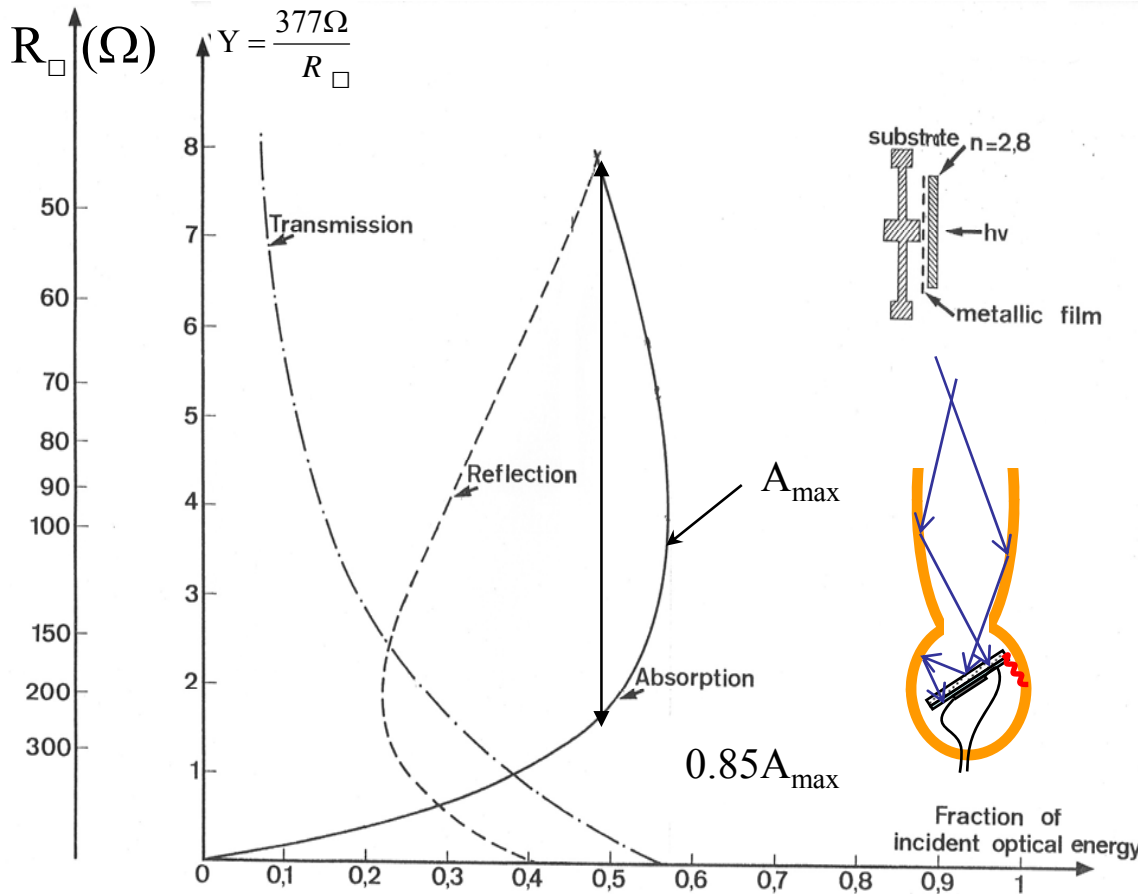 R□ (Ω)
Y = 377Ω / R□
8
7
6
5
4
3
2
1
50
60
70
80
90
100
150
200
300
Transmission
Reflection
Absorption
Amax
0.85Amax
substrate n=2,8
hν
metallic film
Fraction of
incident optical energy
0 0,1 0,2 0,3 0,4 0,5 0,6 0,7 0,8 0,9 1